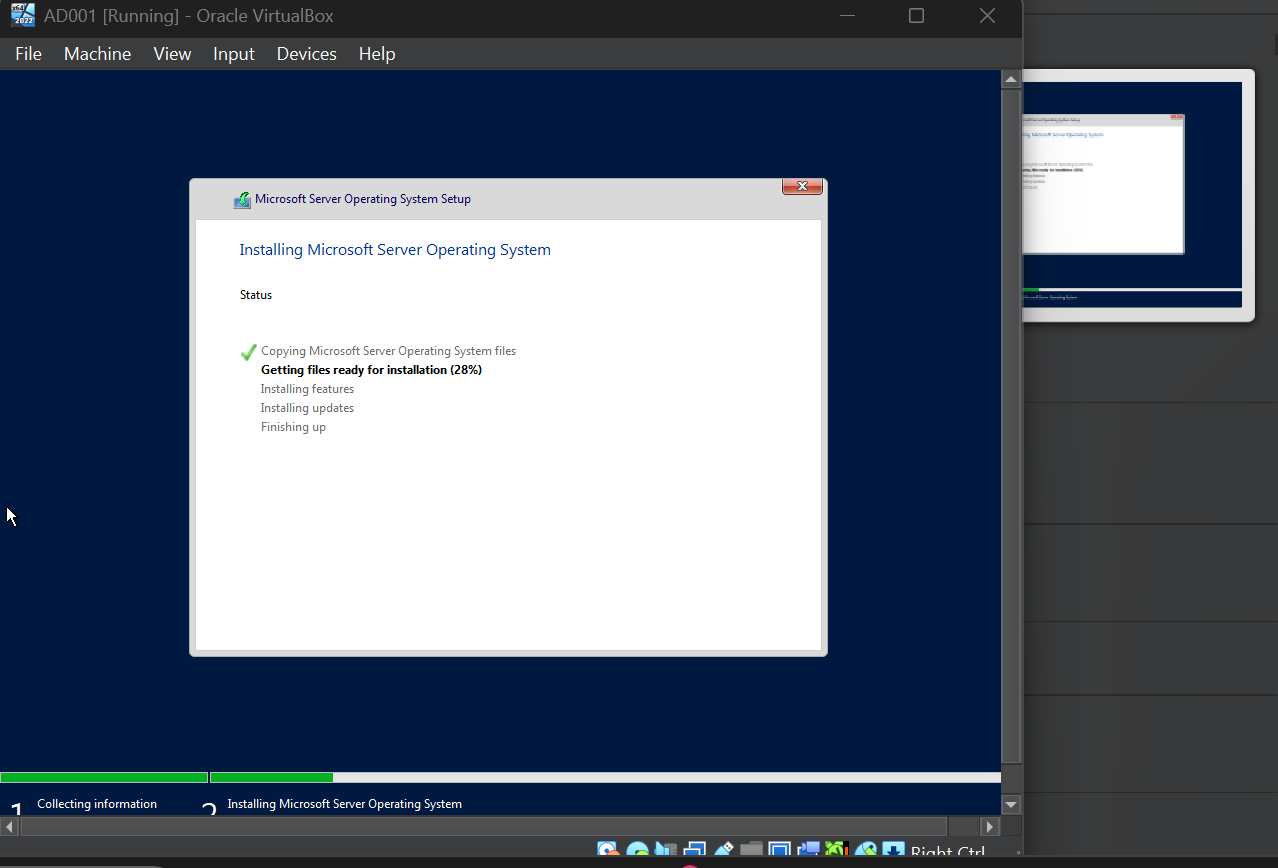 x64
2022
AD001 [Running] - Oracle VirtualBox
File Machine View Input Devices Help
Microsoft Server Operating System Setup
Installing Microsoft Server Operating System
Status
Copying Microsoft Server Operating System files
Getting files ready for installation (28%)
Installing features
Installing updates
Finishing up
1 Collecting information
2 Installing Microsoft Server Operating System
Right Ctrl